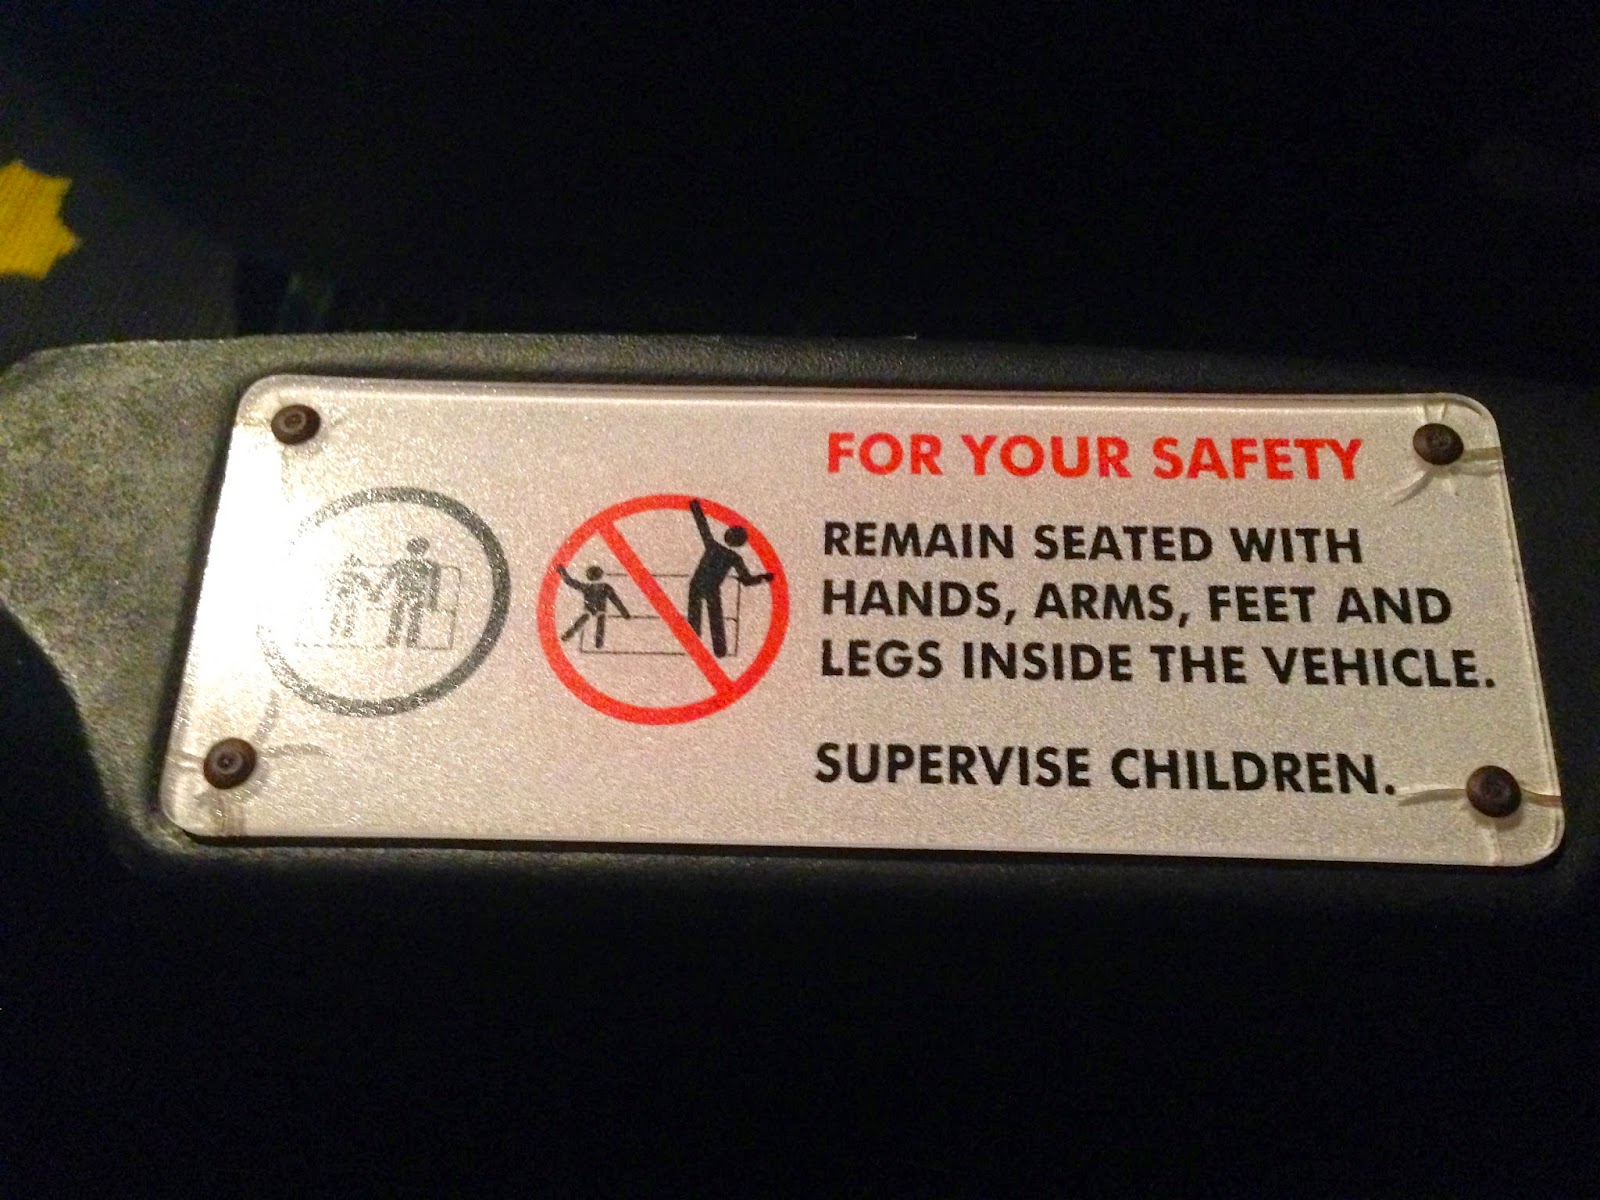 FOR YOUR SAFETY
REMAIN SEATED WITH
HANDS, ARMS, FEET AND
LEGS INSIDE THE VEHICLE.
SUPERVISE CHILDREN.